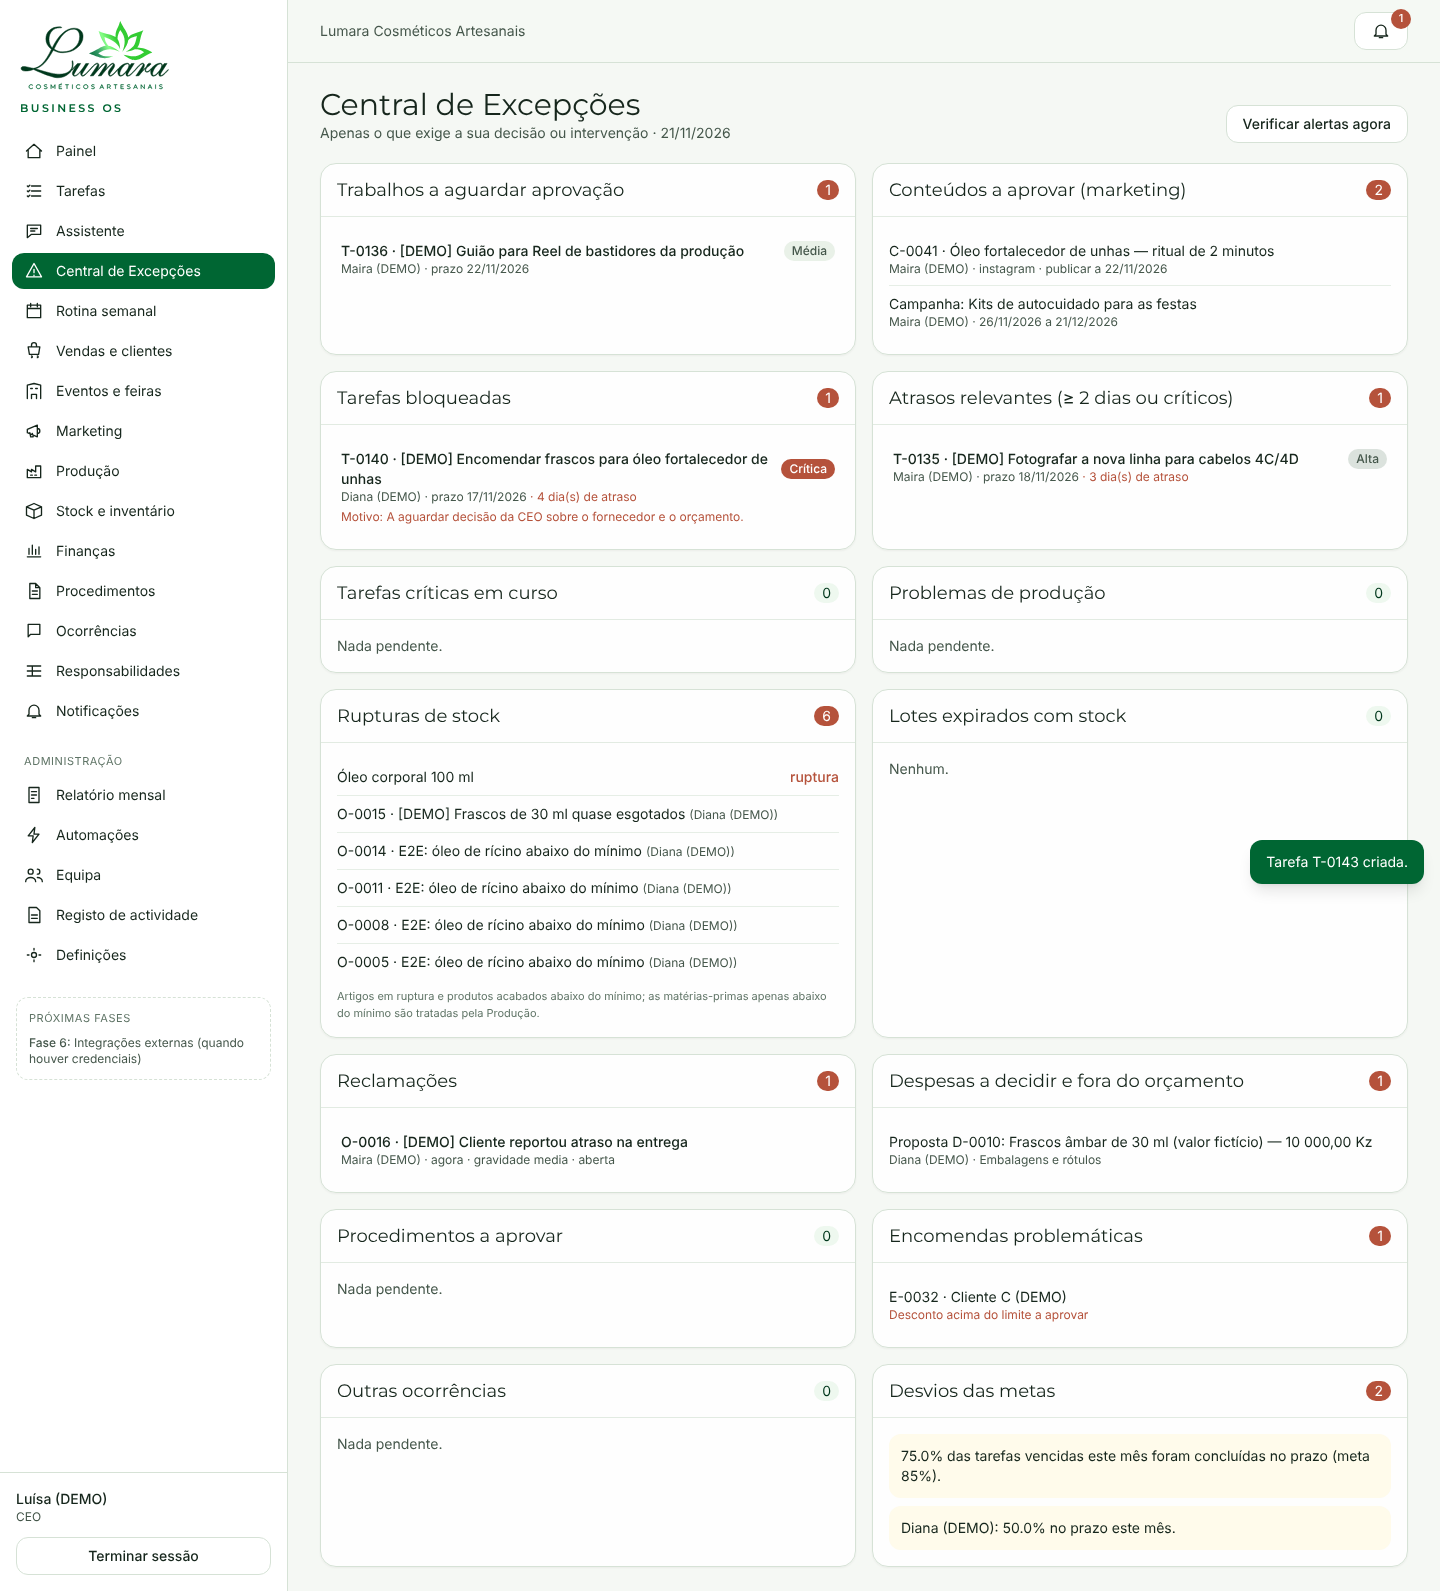 Lumara
COSMÉTICOS ARTESANAIS
BUSINESS OS
Painel
Tarefas
Assistente
Central de Excepções
Rotina semanal
Vendas e clientes
Eventos e feiras
Marketing
Produção
Stock e inventário
Finanças
Procedimentos
Ocorrências
Responsabilidades
Notificações
ADMINISTRAÇÃO
Relatório mensal
Automações
Equipa
Registo de actividade
Definições
PRÓXIMAS FASES
Fase 6: Integrações externas (quando
houver credenciais)
Luísa (DEMO)
CEO
Terminar sessão
Lumara Cosméticos Artesanais
1
Central de Excepções
Apenas o que exige a sua decisão ou intervenção · 21/11/2026
Verificar alertas agora
Trabalhos a aguardar aprovação
1
T-0136 · [DEMO] Guião para Reel de bastidores da produção
Média
Maira (DEMO) · prazo 22/11/2026
Conteúdos a aprovar (marketing)
2
C-0041 · Óleo fortalecedor de unhas — ritual de 2 minutos
Maira (DEMO) · instagram · publicar a 22/11/2026
Campanha: Kits de autocuidado para as festas
Maira (DEMO) · 26/11/2026 a 21/12/2026
Tarefas bloqueadas
1
T-0140 · [DEMO] Encomendar frascos para óleo fortalecedor de
unhas
Crítica
Diana (DEMO) · prazo 17/11/2026 · 4 dia(s) de atraso
Motivo: A aguardar decisão da CEO sobre o fornecedor e o orçamento.
Atrasos relevantes (≥ 2 dias ou críticos)
1
T-0135 · [DEMO] Fotografar a nova linha para cabelos 4C/4D
Alta
Maira (DEMO) · prazo 18/11/2026 · 3 dia(s) de atraso
Tarefas críticas em curso
0
Nada pendente.
Problemas de produção
0
Nada pendente.
Rupturas de stock
6
Óleo corporal 100 ml
ruptura
O-0015 · [DEMO] Frascos de 30 ml quase esgotados (Diana (DEMO))
O-0014 · E2E: óleo de rícino abaixo do mínimo (Diana (DEMO))
O-0011 · E2E: óleo de rícino abaixo do mínimo (Diana (DEMO))
O-0008 · E2E: óleo de rícino abaixo do mínimo (Diana (DEMO))
O-0005 · E2E: óleo de rícino abaixo do mínimo (Diana (DEMO))
Artigos em ruptura e produtos acabados abaixo do mínimo; as matérias-primas apenas abaixo
do mínimo são tratadas pela Produção.
Lotes expirados com stock
0
Nenhum.
Tarefa T-0143 criada.
Reclamações
1
O-0016 · [DEMO] Cliente reportou atraso na entrega
Maira (DEMO) · agora · gravidade media · aberta
Despesas a decidir e fora do orçamento
1
Proposta D-0010: Frascos âmbar de 30 ml (valor fictício) — 10 000,00 Kz
Diana (DEMO) · Embalagens e rótulos
Procedimentos a aprovar
0
Nada pendente.
Encomendas problemáticas
1
E-0032 · Cliente C (DEMO)
Desconto acima do limite a aprovar
Outras ocorrências
0
Nada pendente.
Desvios das metas
2
75.0% das tarefas vencidas este mês foram concluídas no prazo (meta
85%).
Diana (DEMO): 50.0% no prazo este mês.